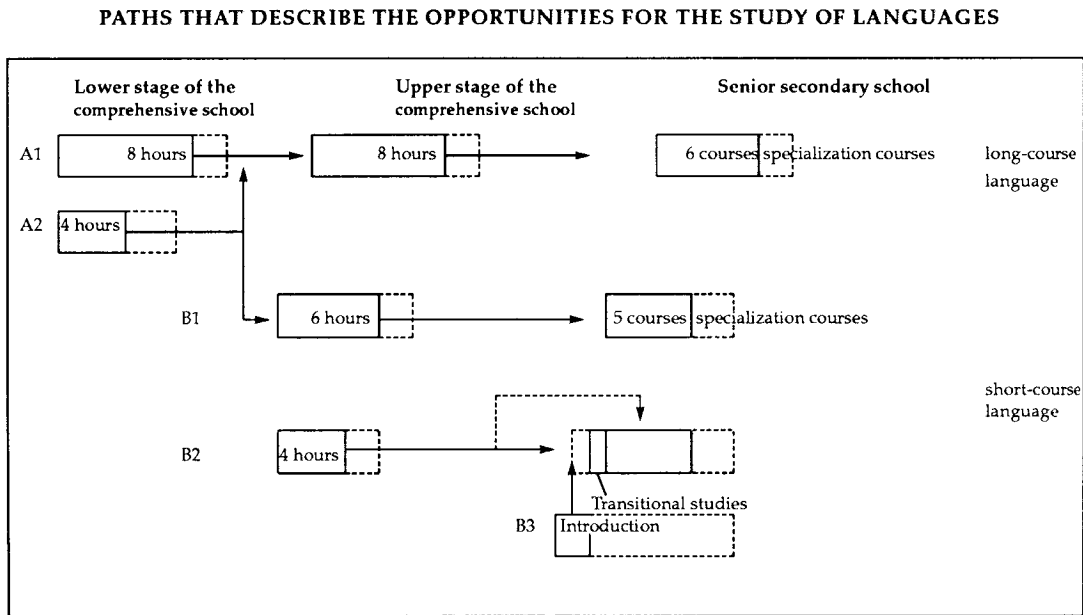 PATHS THAT DESCRIBE THE OPPORTUNITIES FOR THE STUDY OF LANGUAGES
Lower stage of the
comprehensive school
Upper stage of the
comprehensive school
Senior secondary school
A1
8 hours
8 hours
6 courses specialization courses
long-course
language
A2
4 hours
B1
6 hours
5 courses specialization courses
short-course
language
B2
4 hours
Transitional studies
B3
Introduction